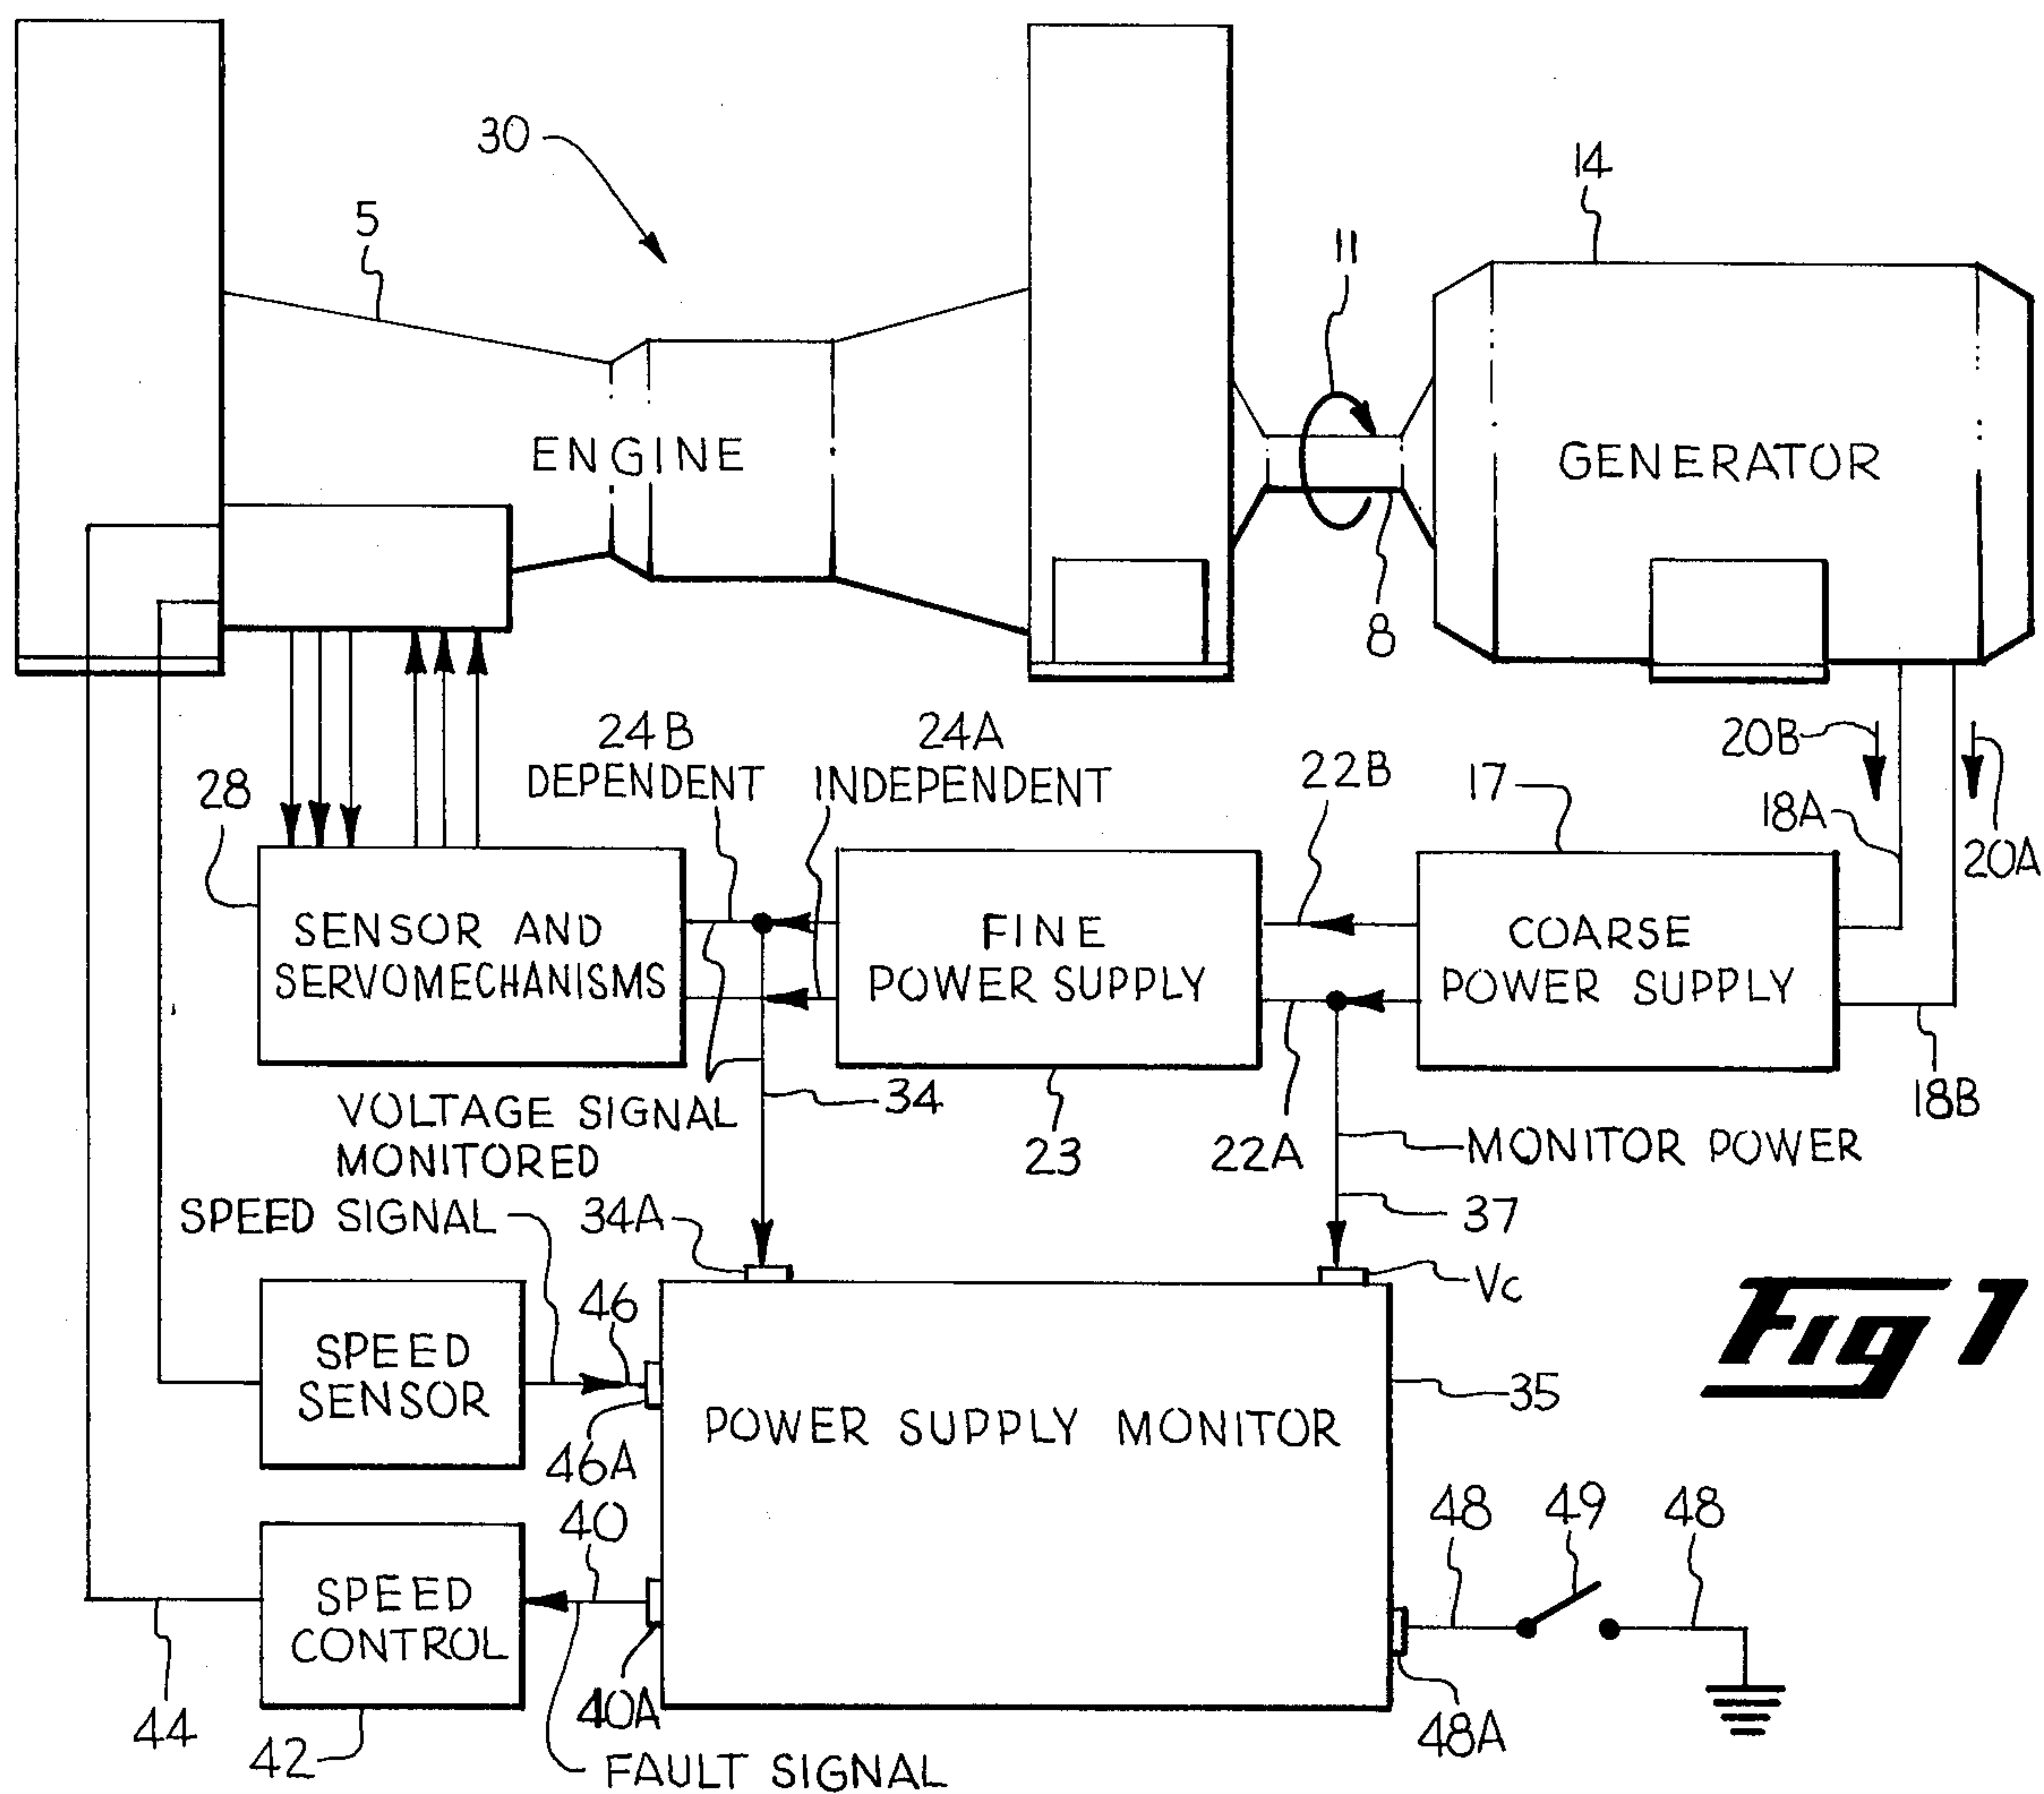 30
14
5
11
ENGINE
GENERATOR
8
24B
DEPENDENT
24A
INDEPENDENT
22B
17
20B
18A
20A
28
SENSOR AND
SERVOMECHANISMS
FINE
POWER SUPPLY
COARSE
POWER SUPPLY
18B
VOLTAGE SIGNAL
MONITORED
34
23
22A
MONITOR POWER
SPEED SIGNAL
34A
37
Vc
46
SPEED
SENSOR
46A
POWER SUPPLY MONITOR
35
Fig 1
40
SPEED
CONTROL
40A
48
49
48
48A
44
42
FAULT SIGNAL